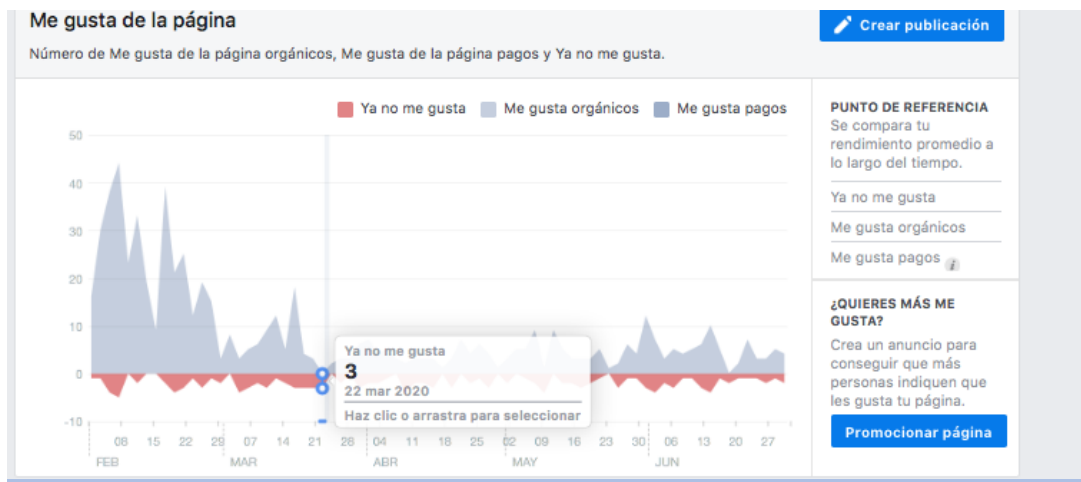 Me gusta de la página
Crear publicación
Número de Me gusta de la página orgánicos, Me gusta de la página pagos y Ya no me gusta.
Ya no me gusta Me gusta orgánicos Me gusta pagos
50
40
30
20
10
0
-10
Ya no me gusta
3
22 mar 2020
Haz clic o arrastra para seleccionar
08 15 22 29 07 14 21 28 04 11 18 25 02 09 16 23 30 06 13 20 27
FEB MAR ABR MAY JUN
PUNTO DE REFERENCIA
Se compara tu
rendimiento promedio a
lo largo del tiempo.
Ya no me gusta
Me gusta orgánicos
Me gusta pagos i
¿QUIERES MÁS ME
GUSTA?
Crea un anuncio para
conseguir que más
personas indiquen que
les gusta tu página.
Promocionar página